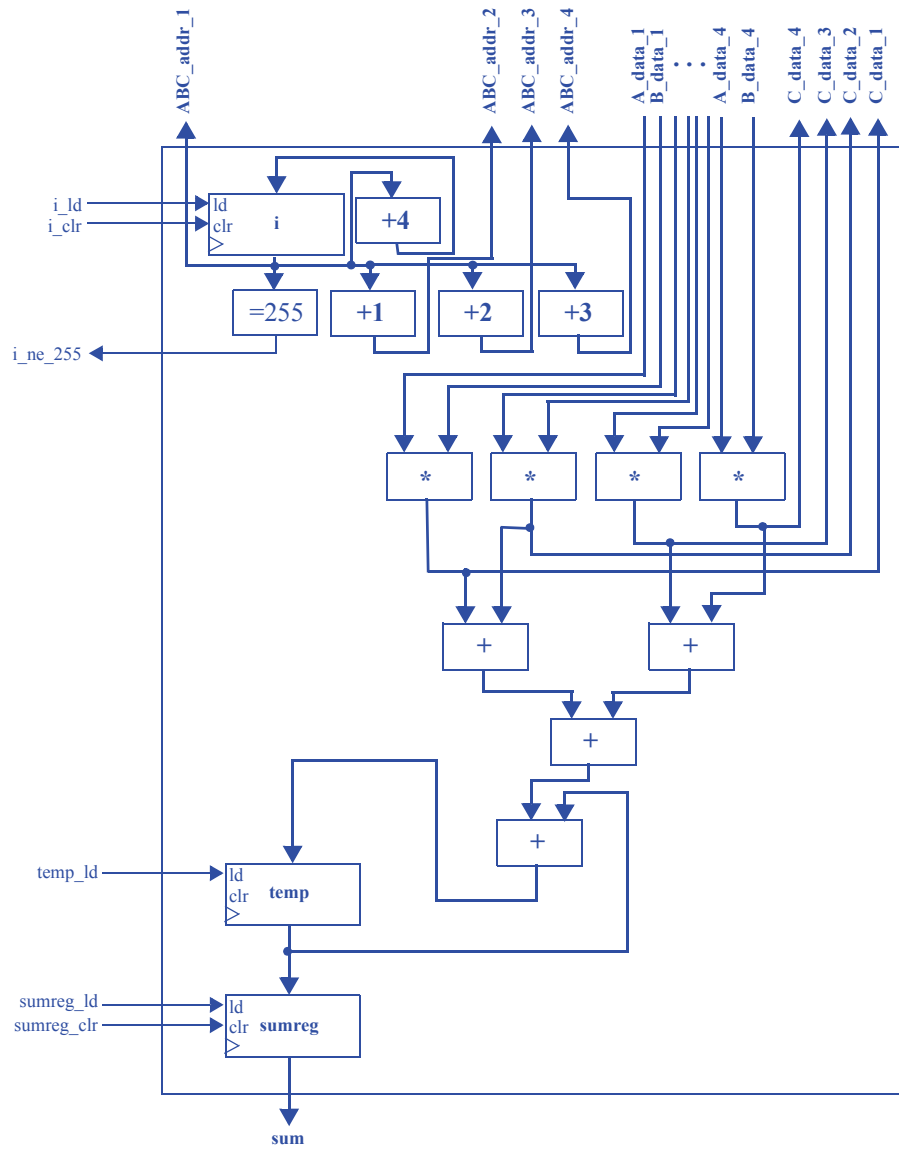 ABC_addr_1
ABC_addr_2
ABC_addr_3
ABC_addr_4
A_data_1
B_data_1
. . .
A_data_4
B_data_4
C_data_4
C_data_3
C_data_2
C_data_1
i_ld
i_clr
ld
clr
i
+4
=255
+1
+2
+3
i_ne_255
*
*
*
*
+
+
+
+
temp_ld
ld
clr
temp
sumreg_ld
sumreg_clr
ld
clr
sumreg
sum